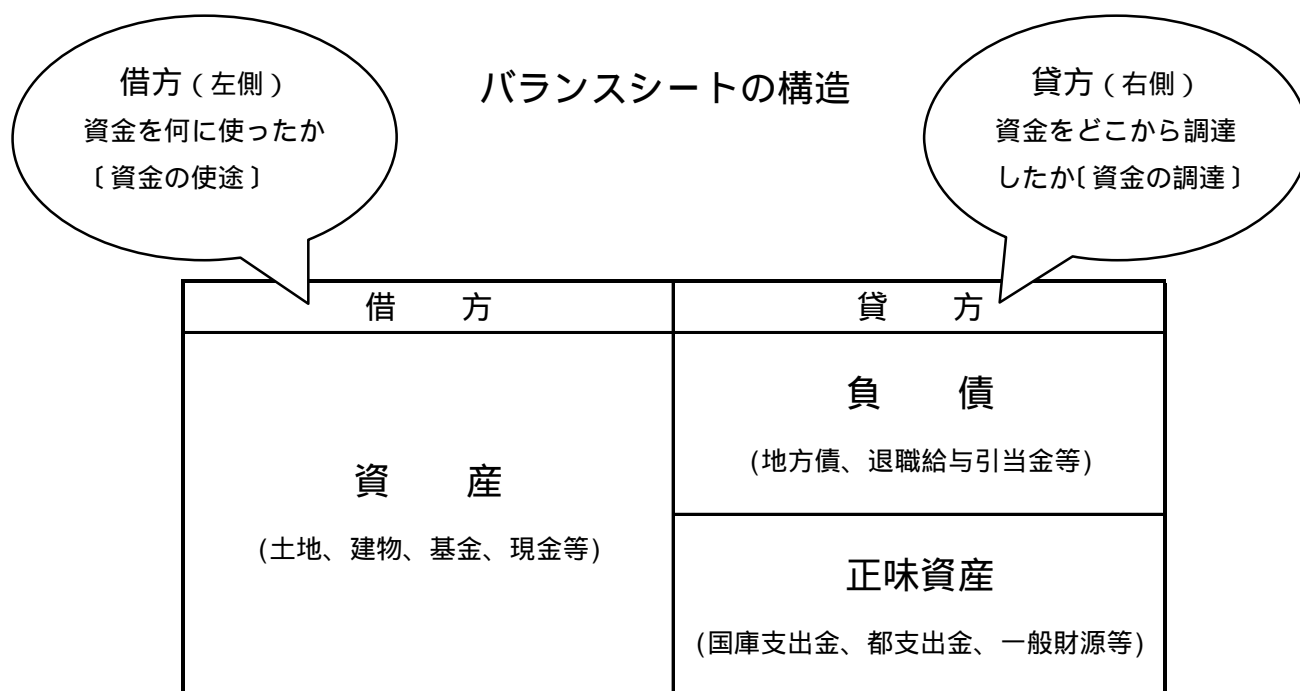 バランスシートの構造
借方(左側)
資金を何に使ったか
〔資金の使途〕
貸方(右側)
資金をどこから調達
したか〔資金の調達〕
借 方
貸 方
資 産
(土地、建物、基金、現金等)
負 債
(地方債、退職給与引当金等)
正味資産
(国庫支出金、都支出金、一般財源等)